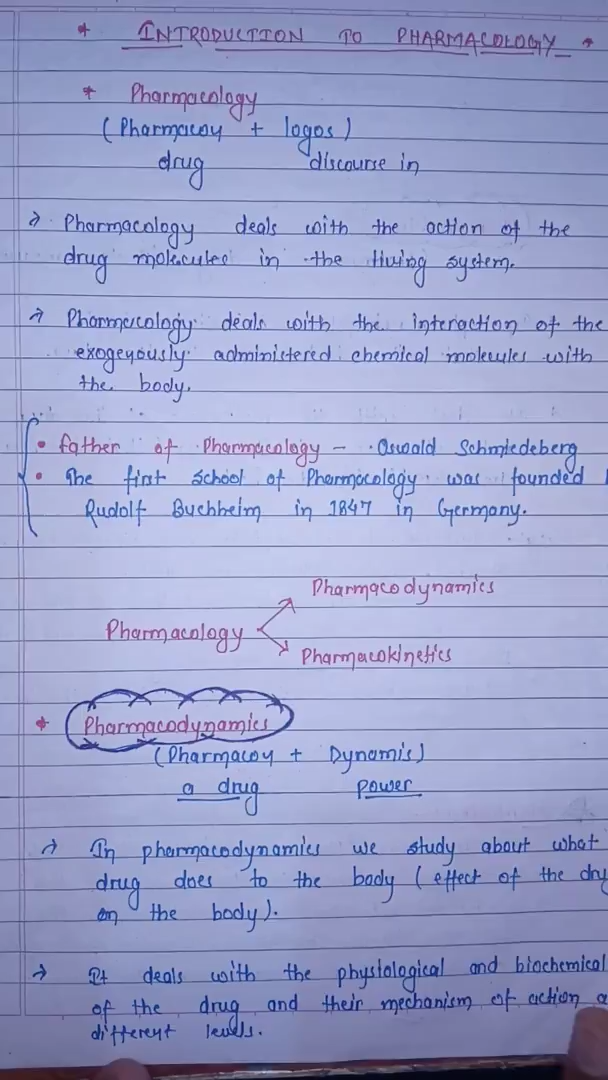 * INTRODUCTION TO PHARMACOLOGY *
* Pharmacology
(Pharmacoy + logos)
drug discourse in
→ Pharmacology deals with the action of the
drug molecules in the living system.
→ Pharmacology deals with the interaction of the
exogeyously administered chemical molecules with
the body.
• father of Pharmacology - Oswald Schmiedeberg
• The first school of Pharmacology was founded
Rudolf Buchheim in 1847 in Germany.
Pharmacodynamics
Pharmacology
Pharmacokinetics
* Pharmacodynamics
(Pharmacoy + Dynamis)
a drug power
→ In pharmacodynamics we study about what
drug does to the body (effect of the dru
on the body).
→ It deals with the physiological and biochemical
of the drug and their mechanism of action a
different levels.